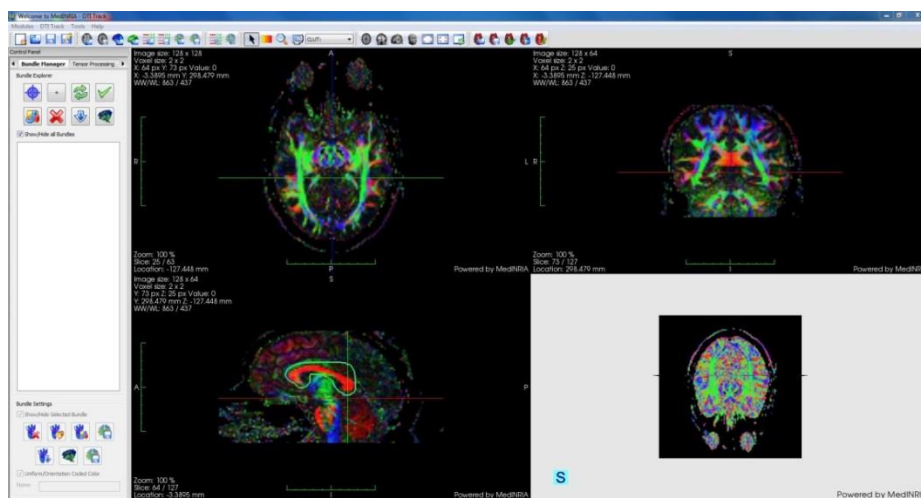 Welcome to MedINRIA - DTI Track
Modules DTI Track Tools Help
CLUT:
Control Panel
Bundle Manager Tensor Processing
Bundle Explorer
Show/Hide all Bundles
Bundle Settings
Show/Hide Selected Bundle
Uniform/Orientation Coded Color
Name
Image size: 128 x 128
Voxel size: 2 x 2
X: 64 px Y: 73 px Value: 0
X: -3.3895 mm Y: 298.479 mm
WW/WL: 863 / 437
A
R
L
P
Zoom: 100 %
Slice: 25 / 63
Location: -127.448 mm
Powered by MedINRIA
Image size: 128 x 64
Voxel size: 2 x 2
X: 64 px Z: 25 px Value: 0
X: -3.3895 mm Z: -127.448 mm
WW/WL: 863 / 437
S
R
I
Zoom: 100 %
Slice: 73 / 127
Location: 298.479 mm
Powered by MedINRIA
Image size: 128 x 64
Voxel size: 2 x 2
Y: 73 px Z: 25 px Value: 0
Y: 298.479 mm Z: -127.448 mm
WW/WL: 863 / 437
S
A
P
I
Zoom: 100 %
Slice: 64 / 127
Location: -3.3895 mm
Powered by MedINRIA
S
Powered by MedINRIA